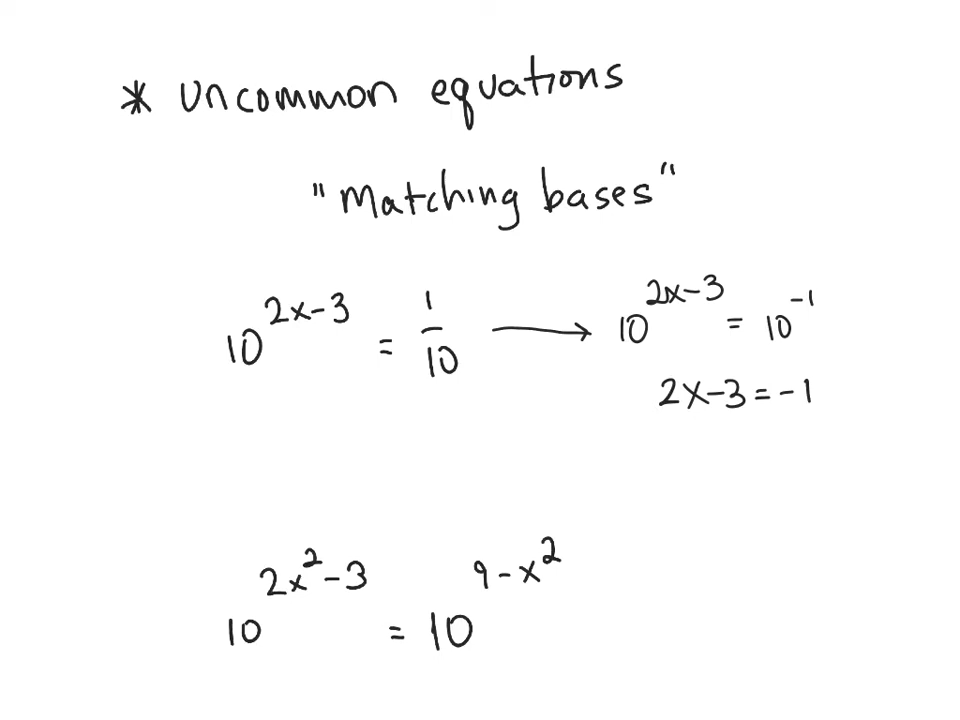 * Uncommon equations
"Matching bases"
10^{2x-3} = \frac{1}{10} ⟶ 10^{2x-3} = 10^{-1}
2x-3 = -1
10^{2x^2-3} = 10^{9-x^2}